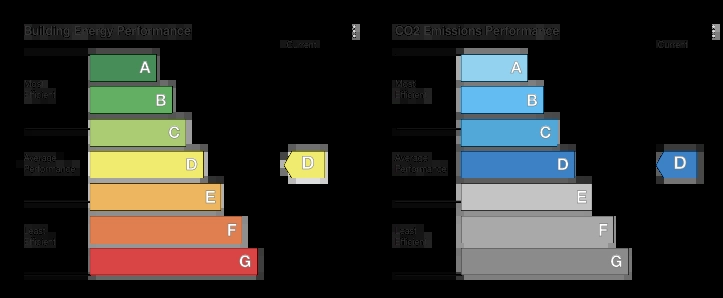 Building Energy Performance
Current
Most
Efficient
Average
Performance
Least
Efficient
A
B
C
D
E
F
G
D
CO2 Emissions Performance
Current
Most
Efficient
Average
Performance
Least
Efficient
A
B
C
D
E
F
G
D